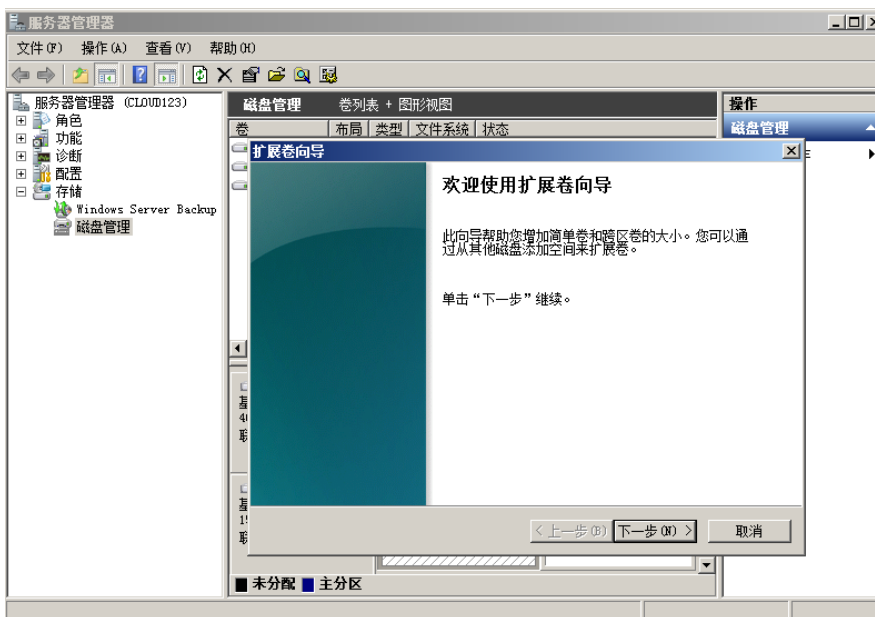 服务器管理器
文件(F) 操作(A) 查看(V) 帮助(H)
服务器管理器 (CLOUD123)
角色
功能
诊断
配置
存储
Windows Server Backup
磁盘管理
磁盘管理 卷列表 + 图形视图
卷 布局 类型 文件系统 状态
操作
磁盘管理
扩展卷向导
欢迎使用扩展卷向导
此向导帮助您增加简单卷和跨区卷的大小。您可以通
过从其他磁盘添加空间来扩展卷。
单击“下一步”继续。
< 上一步(B) 下一步(N) > 取消
未分配 主分区